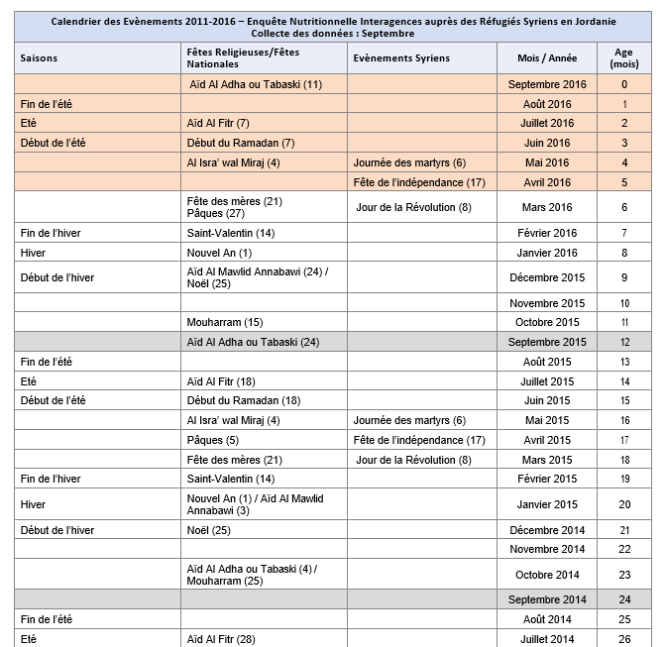 Calendrier des Evènements 2011-2016 – Enquête Nutritionnelle Interagences auprès des Réfugiés Syriens en Jordanie
Collecte des données : Septembre
Saisons Fêtes Religieuses/Fêtes Nationales Evènements Syriens Mois / Année Age (mois)
Aïd Al Adha ou Tabaski (11) Septembre 2016 0
Fin de l'été Août 2016 1
Eté Aïd Al Fitr (7) Juillet 2016 2
Début de l'été Début du Ramadan (7) Juin 2016 3
Al Isra' wal Miraj (4) Journée des martyrs (6) Mai 2016 4
Fête de l'indépendance (17) Avril 2016 5
Fête des mères (21)
Pâques (27) Jour de la Révolution (8) Mars 2016 6
Fin de l'hiver Saint-Valentin (14) Février 2016 7
Hiver Nouvel An (1) Janvier 2016 8
Début de l'hiver Aïd Al Mawlid Annabawi (24) /
Noël (25) Décembre 2015 9
Novembre 2015 10
Mouharram (15) Octobre 2015 11
Aïd Al Adha ou Tabaski (24) Septembre 2015 12
Fin de l'été Août 2015 13
Eté Aïd Al Fitr (18) Juillet 2015 14
Début de l'été Début du Ramadan (18) Juin 2015 15
Al Isra' wal Miraj (4) Journée des martyrs (6) Mai 2015 16
Pâques (5) Fête de l'indépendance (17) Avril 2015 17
Fête des mères (21) Jour de la Révolution (8) Mars 2015 18
Fin de l'hiver Saint-Valentin (14) Février 2015 19
Hiver Nouvel An (1) / Aïd Al Mawlid
Annabawi (3) Janvier 2015 20
Début de l'hiver Noël (25) Décembre 2014 21
Novembre 2014 22
Aïd Al Adha ou Tabaski (4) /
Mouharram (25) Octobre 2014 23
Septembre 2014 24
Fin de l'été Août 2014 25
Eté Aïd Al Fitr (28) Juillet 2014 26